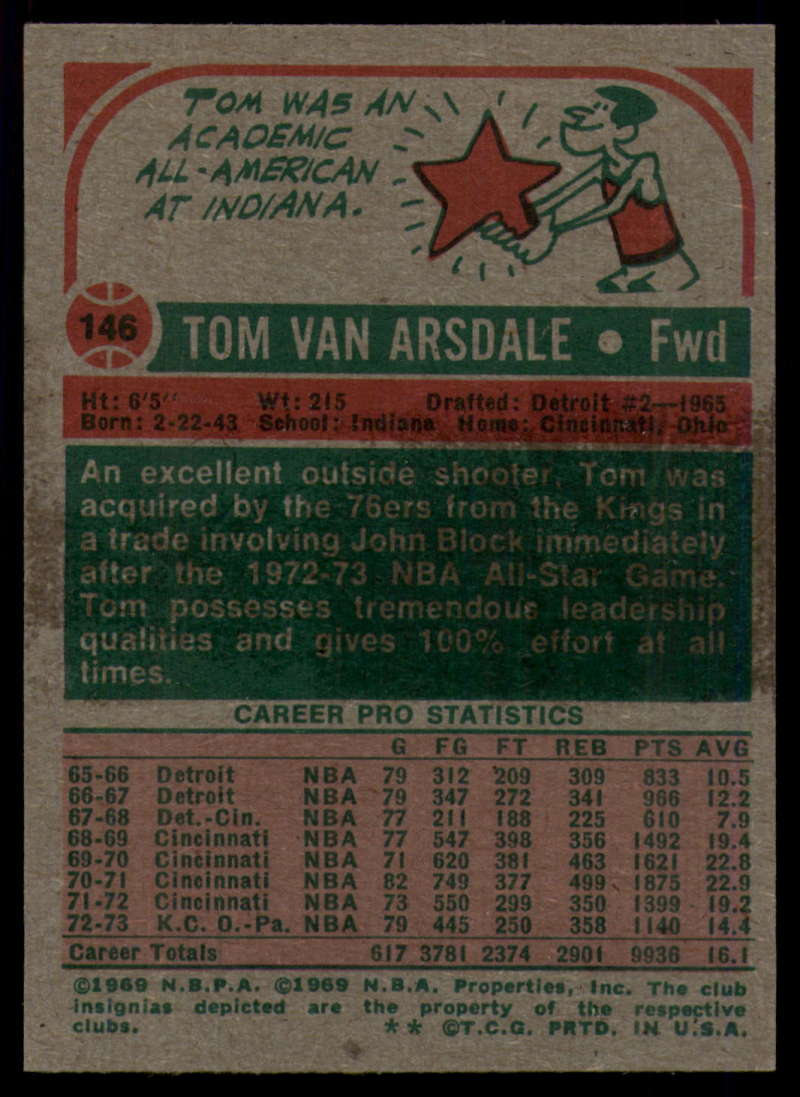 TOM WAS AN
ACADEMIC
ALL-AMERICAN
AT INDIANA.
146 TOM VAN ARSDALE • Fwd
Ht: 6'5" Wt: 215 Drafted: Detroit #2—1965
Born: 2-22-43 School: Indiana Home: Cincinnati, Ohio
An excellent outside shooter, Tom was
acquired by the 76ers from the Kings in
a trade involving John Block immediately
after the 1972-73 NBA All-Star Game.
Tom possesses tremendous leadership
qualities and gives 100% effort at all
times.
CAREER PRO STATISTICS
G FG FT REB PTS AVG
65-66 Detroit NBA 79 312 209 309 833 10.5
66-67 Detroit NBA 79 347 272 341 966 12.2
67-68 Det.-Cin. NBA 77 211 188 225 610 7.9
68-69 Cincinnati NBA 77 547 398 356 1492 19.4
69-70 Cincinnati NBA 71 620 381 463 1621 22.8
70-71 Cincinnati NBA 82 749 377 499 1875 22.9
71-72 Cincinnati NBA 73 550 299 350 1399 19.2
72-73 K.C. O.-Pa. NBA 79 445 250 358 1140 14.4
Career Totals 617 3781 2374 2901 9936 16.1
©1969 N.B.P.A. ©1969 N.B.A. Properties, Inc. The club
insignias depicted are the property of the respective
clubs. ** ©T.C.G. PRTD. IN U.S.A.